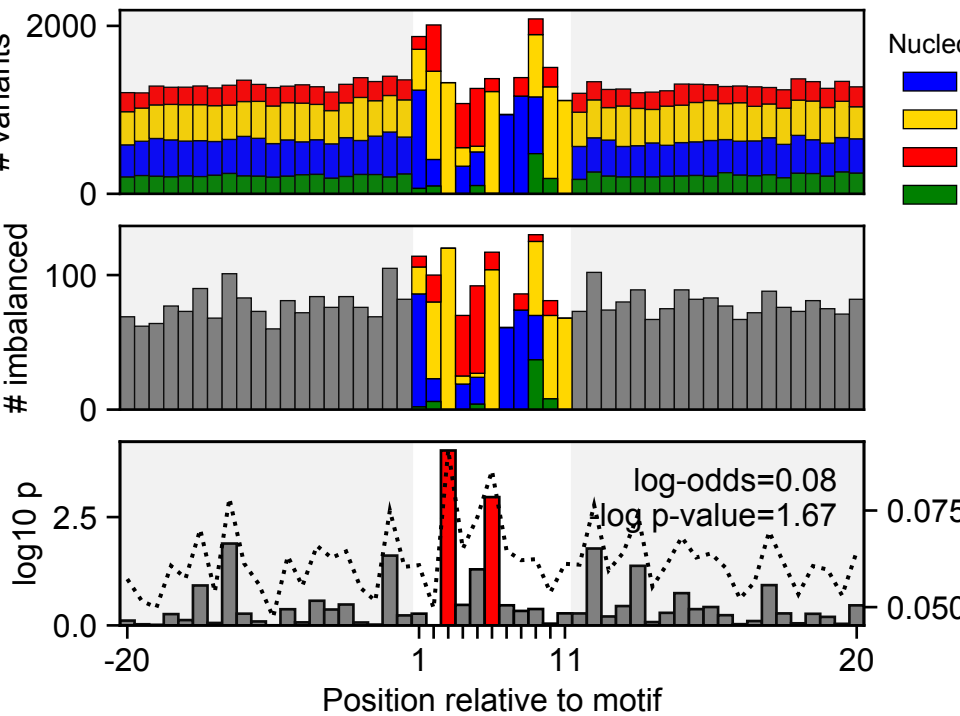 2000
0
# variants
100
0
# imbalanced
2.5
0.0
log10 p
log-odds=0.08
-log p-value=1.67
0.075
0.050
-20
1
11
20
Position relative to motif